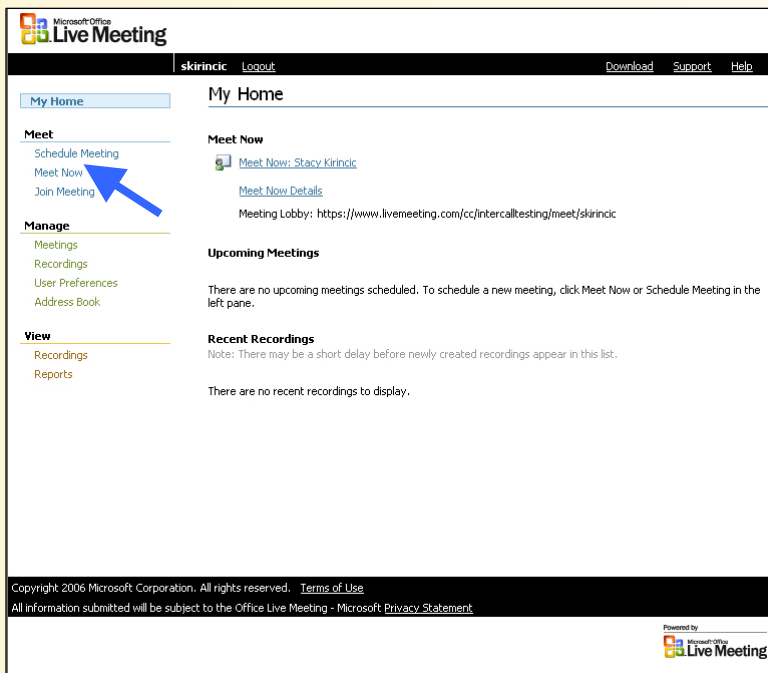 Microsoft Office
Live Meeting
skirincic Logout Download Support Help
My Home
My Home
Meet
Schedule Meeting
Meet Now
Join Meeting
Manage
Meetings
Recordings
User Preferences
Address Book
View
Recordings
Reports
Meet Now
Meet Now: Stacy Kirincic
Meet Now Details
Meeting Lobby: https://www.livemeeting.com/cc/intercalltesting/meet/skirincic
Upcoming Meetings
There are no upcoming meetings scheduled. To schedule a new meeting, click Meet Now or Schedule Meeting in the
left pane.
Recent Recordings
Note: There may be a short delay before newly created recordings appear in this list.
There are no recent recordings to display.
Copyright 2006 Microsoft Corporation. All rights reserved. Terms of Use
All information submitted will be subject to the Office Live Meeting - Microsoft Privacy Statement
Powered by
Microsoft Office
Live Meeting